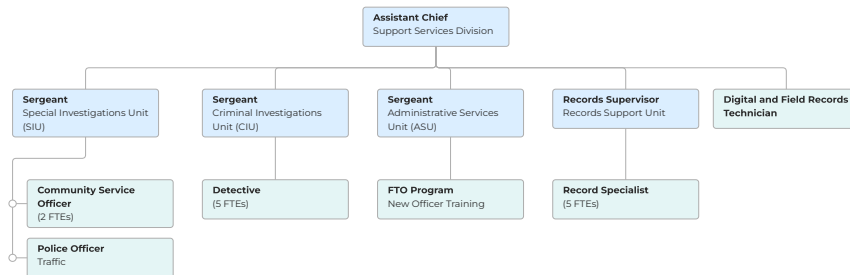 Assistant Chief
Support Services Division
Sergeant
Special Investigations Unit
(SIU)
Sergeant
Criminal Investigations
Unit (CIU)
Sergeant
Administrative Services
Unit (ASU)
Records Supervisor
Records Support Unit
Digital and Field Records
Technician
Community Service
Officer
(2 FTEs)
Detective
(5 FTEs)
FTO Program
New Officer Training
Record Specialist
(5 FTEs)
Police Officer
Traffic